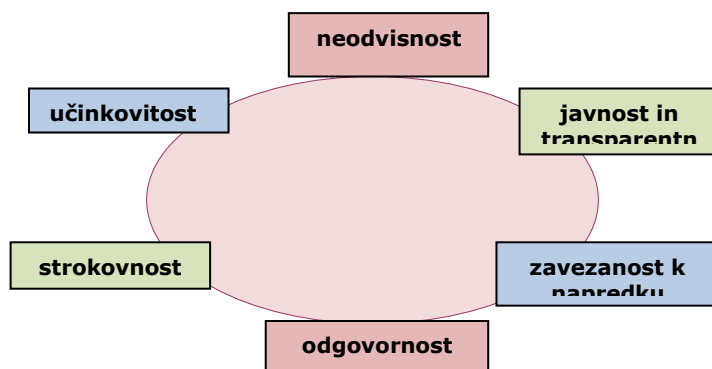 neodvisnost
učinkovitost
javnost in
transparentn
strokovnost
zavezanost k
napredku
odgovornost